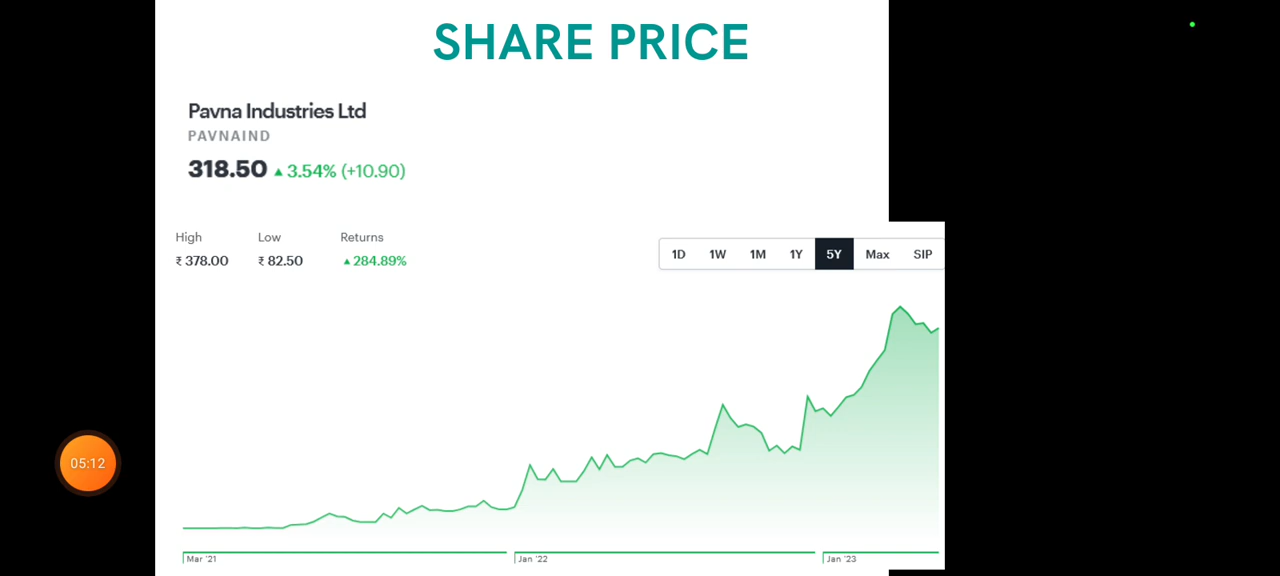 SHARE PRICE
Pavna Industries Ltd
PAVNAIND
318.50 ▲ 3.54% (+10.90)
High Low Returns
₹ 378.00 ₹ 82.50 ▲ 284.89%
1D 1W 1M 1Y 5Y Max SIP
05:12
Mar '21 Jan '22 Jan '23